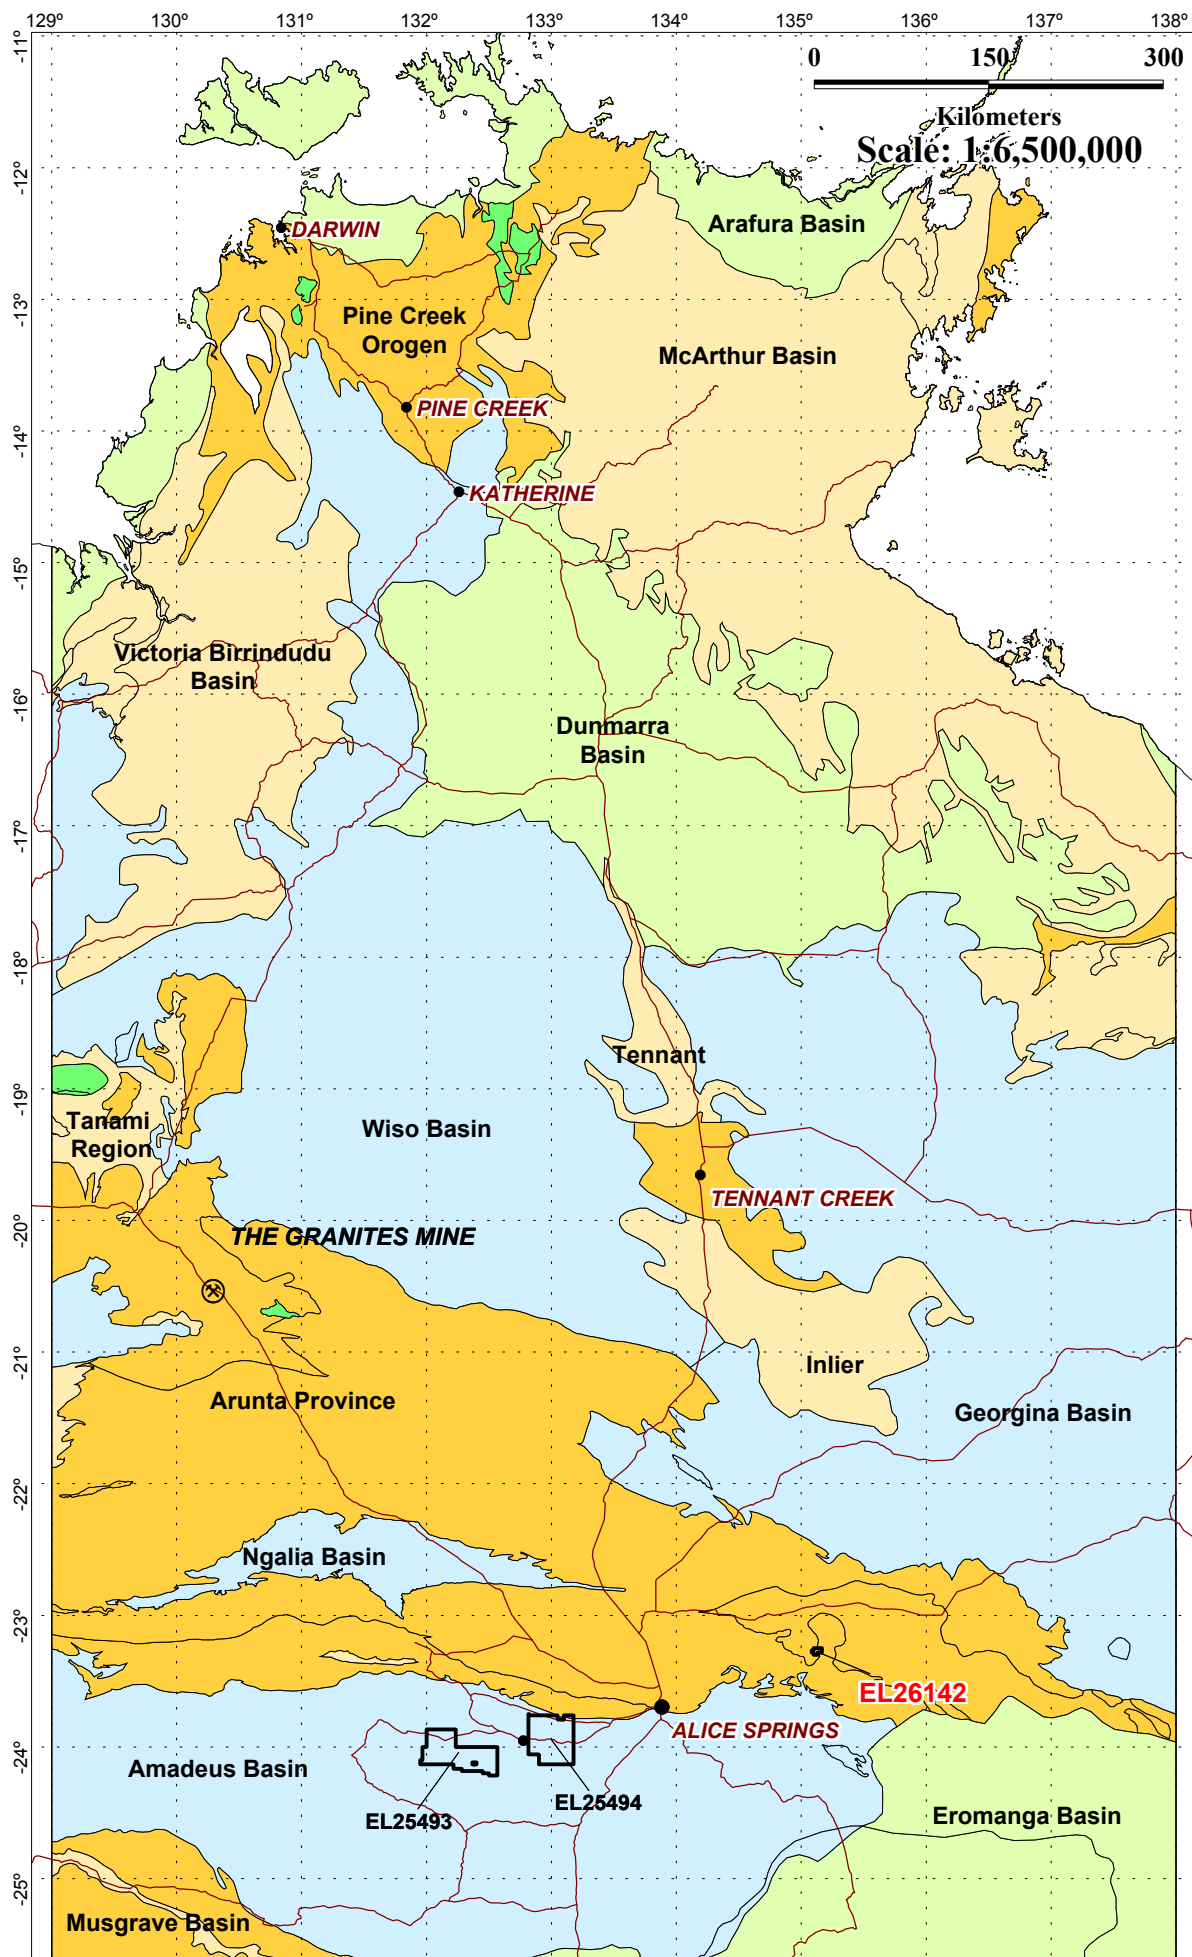 129° 130° 131° 132° 133° 134° 135° 136° 137° 138°
-11°
0 150 300
Kilometers
Scale: 1:6,500,000
-12°
Arafura Basin
DARWIN
-13°
Pine Creek
Orogen
McArthur Basin
PINE CREEK
-14°
KATHERINE
-15°
Victoria Birrindudu
Basin
-16°
Dunmarra
Basin
-17°
-18°
Tennant
-19°
Tanami
Region
Wiso Basin
TENNANT CREEK
-20°
THE GRANITES MINE
-21°
Inlier
Arunta Province
Georgina Basin
-22°
Ngalia Basin
-23°
EL26142
ALICE SPRINGS
-24°
Amadeus Basin
EL25494
EL25493
Eromanga Basin
-25°
Musgrave Basin